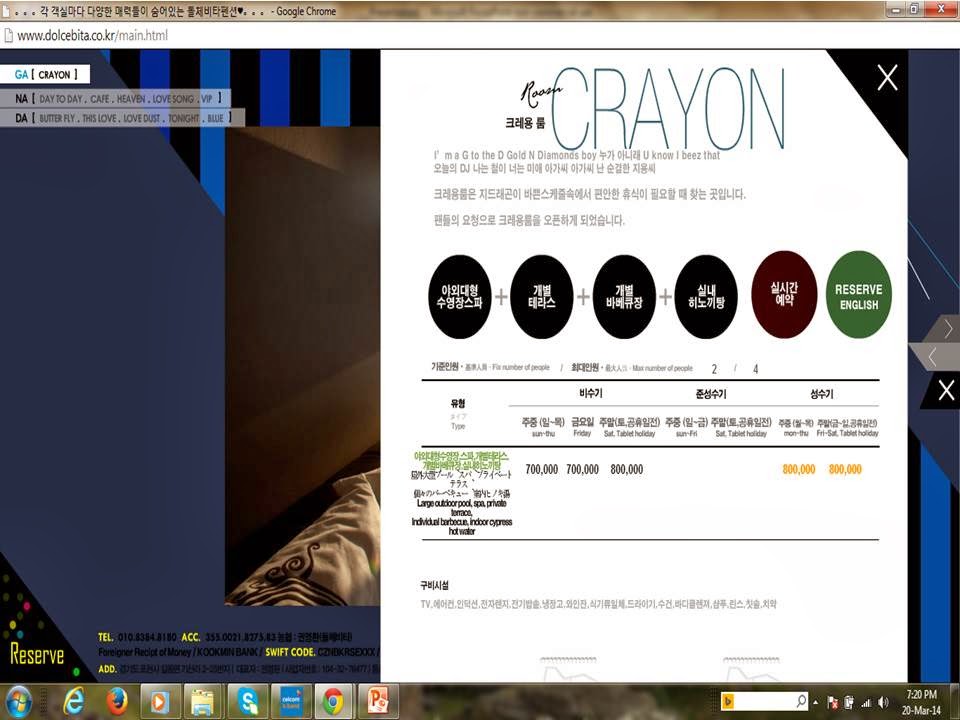 。。。각 객실마다 다양한 매력들이 숨어있는 돌체비타펜션♥。。。 - Google Chrome
www.dolcebita.co.kr/main.html
GA [ CRAYON ]
NA [ DAY TO DAY . CAFE . HEAVEN . LOVE SONG . VIP ]
DA [ BUTTER FLY . THIS LOVE . LOVE DUST . TONIGHT . BLUE ]
Room
크레용 룸 CRAYON
I' m a G to the D Gold N Diamonds boy 누가 아니래 U know I beez that
오늘의 DJ 나는 철이 너는 미애 아가씨 아가씨 난 순결한 지용씨
크레용룸은 지드래곤이 바쁜스케줄속에서 편안한 휴식이 필요할 때 찾는 곳입니다.
팬들의 요청으로 크레용룸을 오픈하게 되었습니다.
야외대형 수영장스파 + 개별 테라스 + 개별 바베큐장 + 실내 히노끼탕
실시간 예약
RESERVE ENGLISH
기준인원 · 基準人員 · Fix number of people / 최대인원 · 最大人員 · Max number of people 2 / 4
유형
タイプ
Type
비수기 준성수기 성수기
주중 (일~목) 금요일 주말(토,공휴일전) 주중 (일~금) 주말(토,공휴일전) 주중 (월~목) 주말(금~일,공휴일전)
sun~thu Friday Sat, Tablet holiday sun~Fri Sat, Tablet holiday mon~thu Fri~Sat, Tablet holiday
야외대형수영장,스파,개별테라스,
개별바베큐장,실내히노끼탕
屋外大型プール、スパ、プライベート
テラス、
個々のバーベキュー、室内ヒノキ湯
Large outdoor pool, spa, private
terrace,
Individual barbecue, indoor cypress
hot water
700,000 700,000 800,000 800,000 800,000
구비시설
TV,에어컨,인덕션,전자렌지,전기밥솥,냉장고,와인잔,식기류일체,드라이기,수건,바디클렌져,샴푸,린스,칫솔,치약
Reserve
TEL. 010.8384.8180 ACC. 355.0021.8275.83 농협 : 권영환(돌체비타)
Foreigner Recipt of Money / KOOKMIN BANK / SWIFT CODE. CZNBKRSEXXX /
ADD. 경기도 포천시
celcom
7:20 PM
20-Mar-14